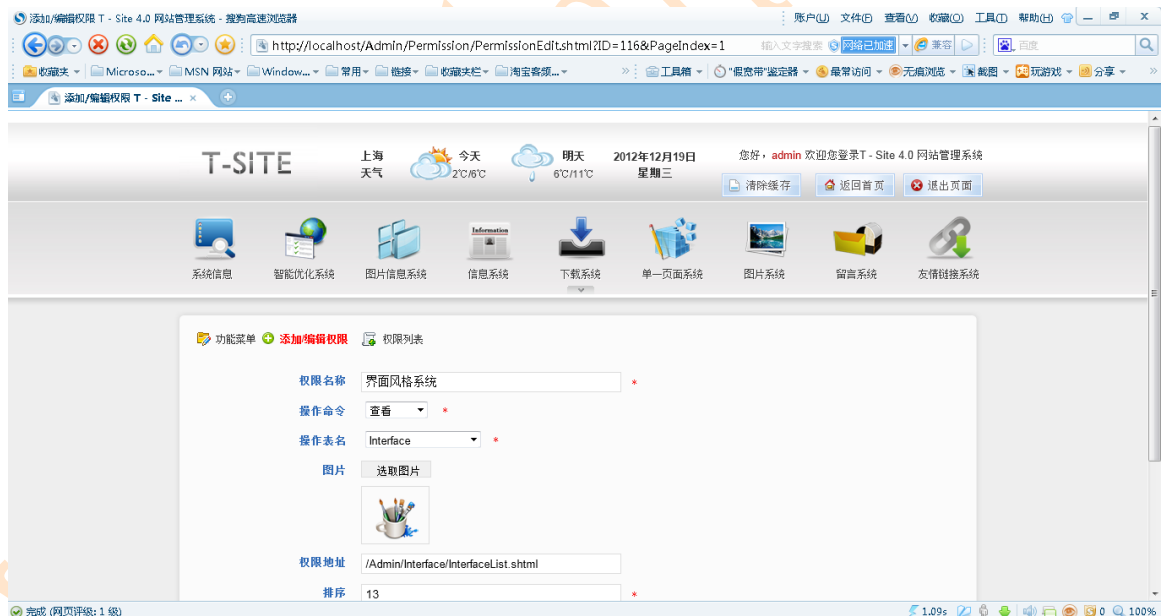 添加/编辑权限 T - Site 4.0 网站管理系统 - 搜狗高速浏览器 账户(U) 文件(F) 查看(V) 收藏(O) 工具(T) 帮助(H)
http://localhost/Admin/Permission/PermissionEdit.shtml?ID=116&PageIndex=1 输入文字搜索 网络已加速 兼容 百度
收藏夹 Microso... MSN 网站 Window... 常用 链接 收藏夹栏 淘宝客频... » 工具箱 "假宽带"鉴定器 最常访问 无痕浏览 截图 玩游戏 分享 »
添加/编辑权限 T - Site ... ×
T-SITE 上海 天气 今天 2℃/6℃ 明天 6℃/11℃ 2012年12月19日 星期三 您好，admin 欢迎您登录T - Site 4.0 网站管理系统
清除缓存 返回首页 退出页面
Information
系统信息 智能优化系统 图片信息系统 信息系统 下载系统 单一页面系统 图片系统 留言系统 友情链接系统
功能菜单 添加/编辑权限 权限列表
权限名称 界面风格系统 *
操作命令 查看 *
操作表名 Interface *
图片 选取图片
权限地址 /Admin/Interface/InterfaceList.shtml
排序 13 *
完成 (网页评级: 1 级) 1.09s 0 100%